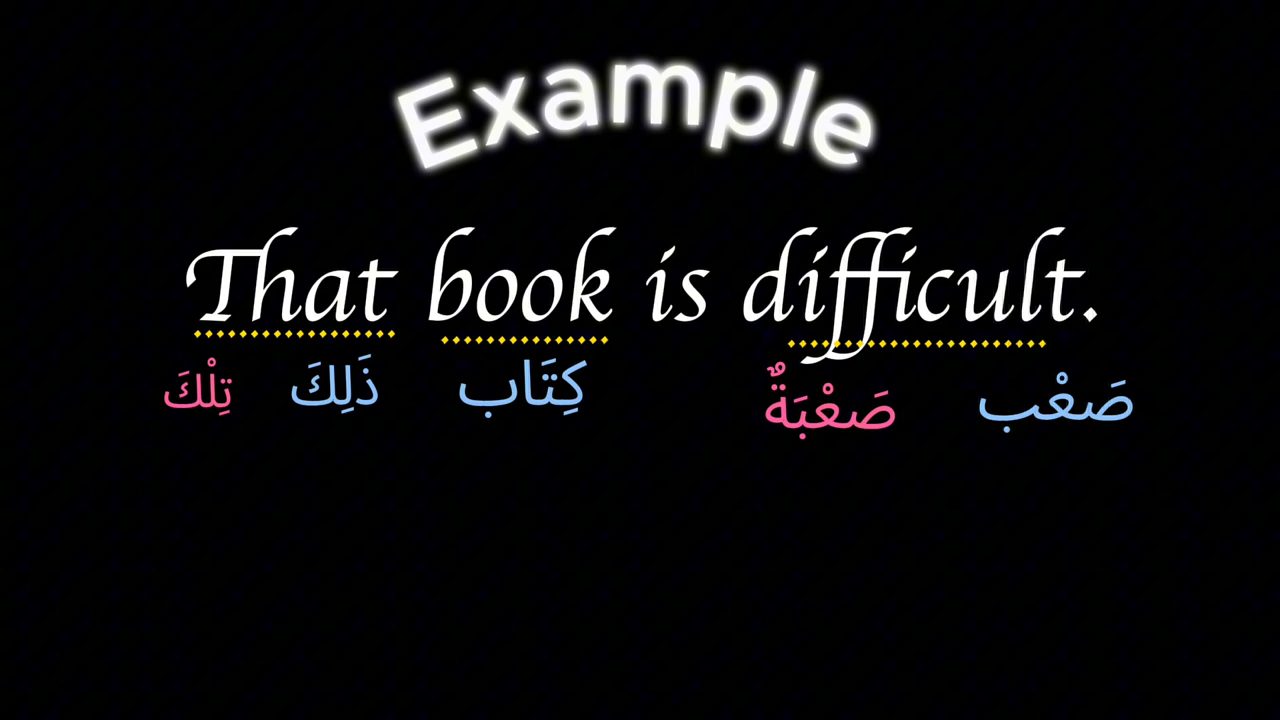 Example
That book is difficult.
تِلْكَ ذَلِكَ كِتَاب صَعْبَةٌ صَعْب